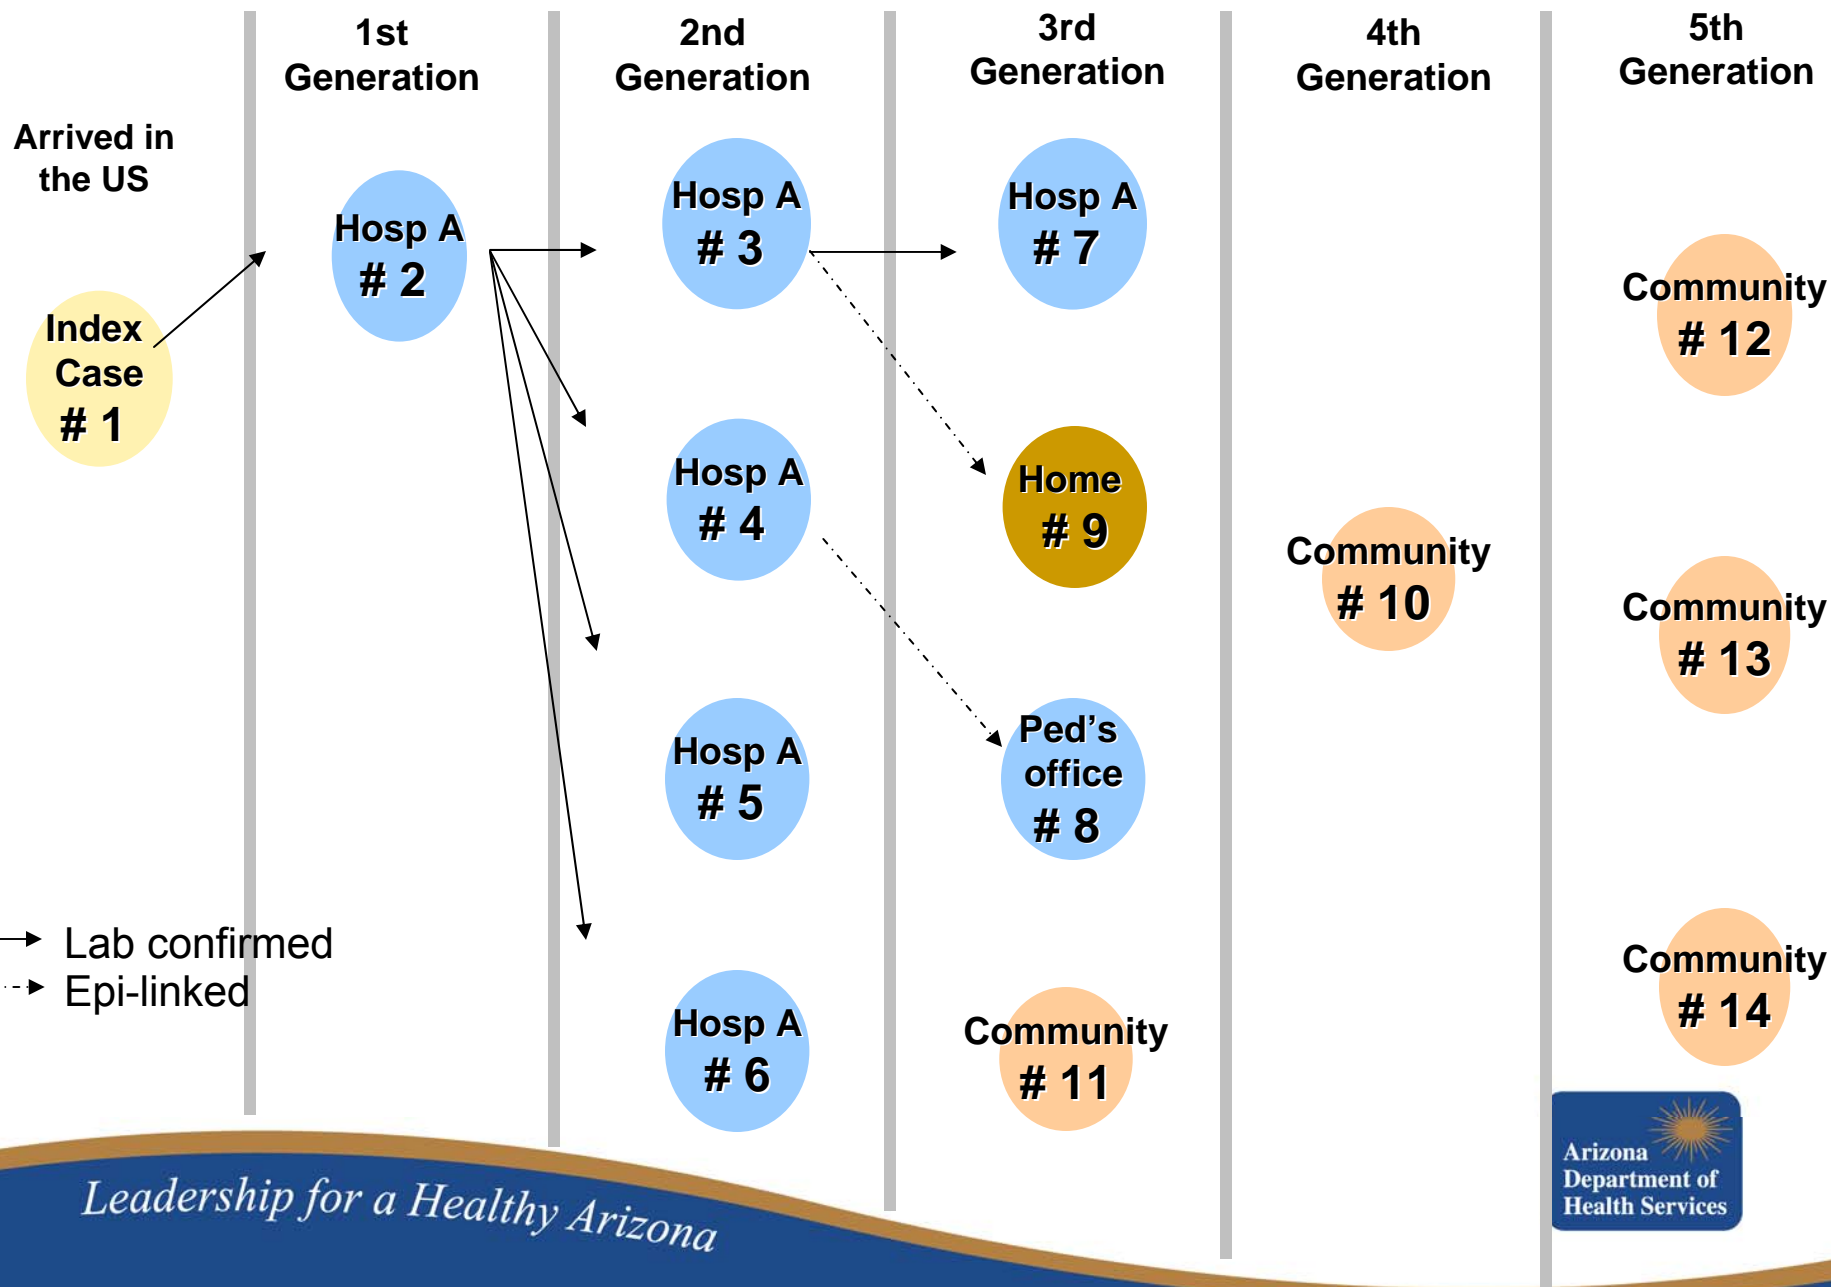 1st
Generation
2nd
Generation
3rd
Generation
4th
Generation
5th
Generation
Arrived in
the US
Index
Case
# 1
Hosp A
# 2
Hosp A
# 3
Hosp A
# 4
Hosp A
# 5
Hosp A
# 6
Hosp A
# 7
Home
# 9
Ped’s
office
# 8
Community
# 11
Community
# 10
Community
# 12
Community
# 13
Community
# 14
Lab confirmed
Epi-linked
Leadership for a Healthy Arizona
Arizona
Department of
Health Services